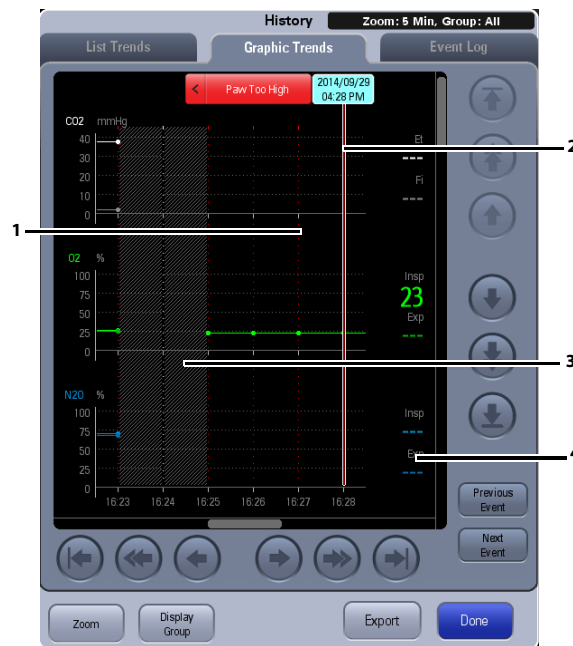 History Zoom: 5 Min, Group: All
List Trends Graphic Trends Event Log
< Paw Too High 2014/09/29
04:28 PM
CO2 mmHg
40
30
20
10
0
Et
---
Fi
---
1
2
O2 %
100
75
50
25
0
Insp
23
Exp
---
3
N2O %
100
75
50
25
0
Insp
---
Exp
---
4
16:23 16:24 16:25 16:26 16:27 16:28
Previous
Event
Next
Event
Zoom Display
Group Export Done